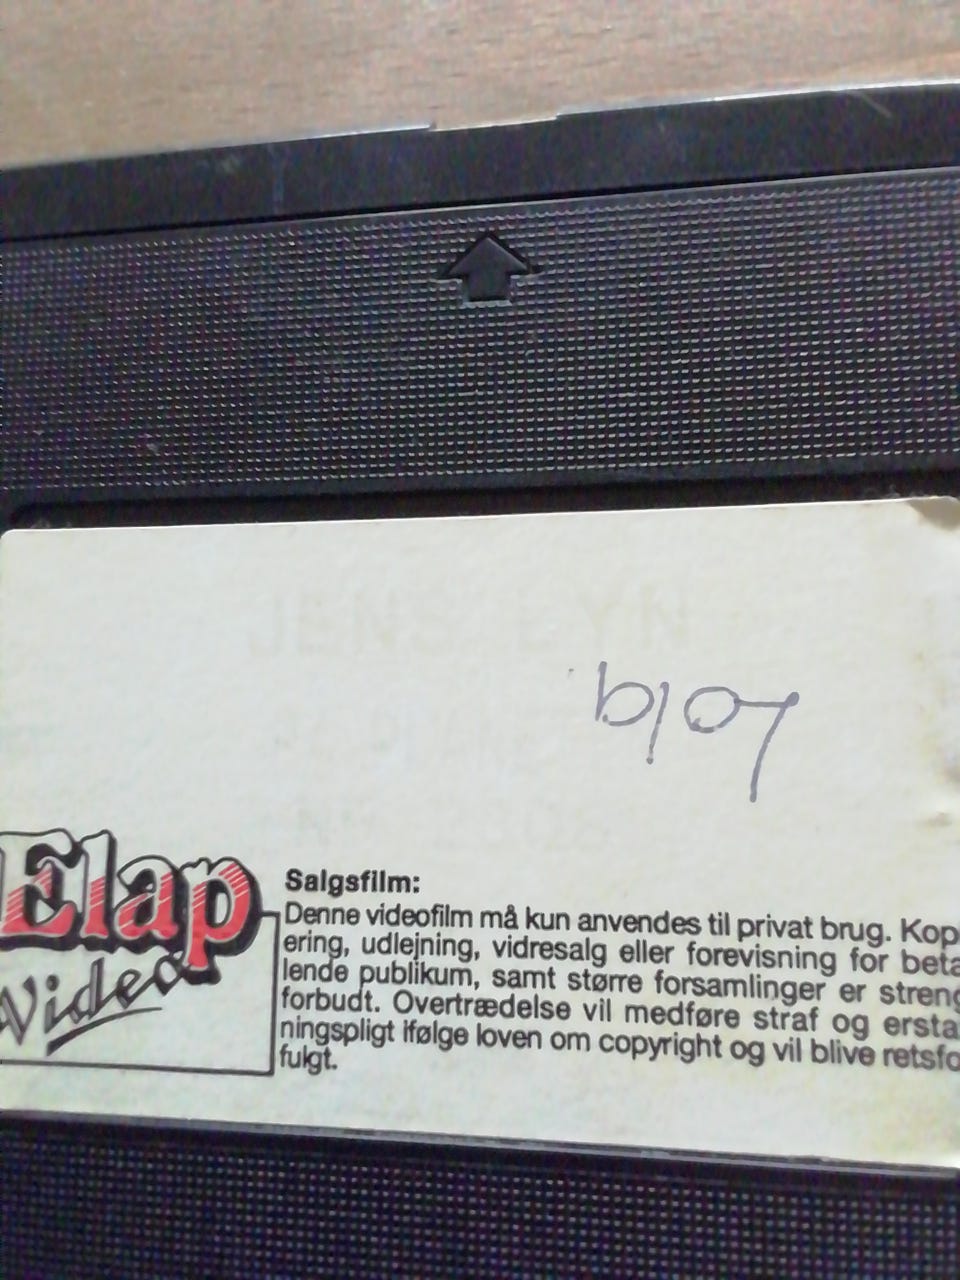 JENS LYN
Elap
Video
Salgsfilm:
Denne videofilm må kun anvendes til privat brug. Kop
ering, udlejning, vidresalg eller forevisning for beta
lende publikum, samt større forsamlinger er streng
forbudt. Overtrædelse vil medføre straf og ersta
ningspligt ifølge loven om copyright og vil blive retsfo
fulgt.